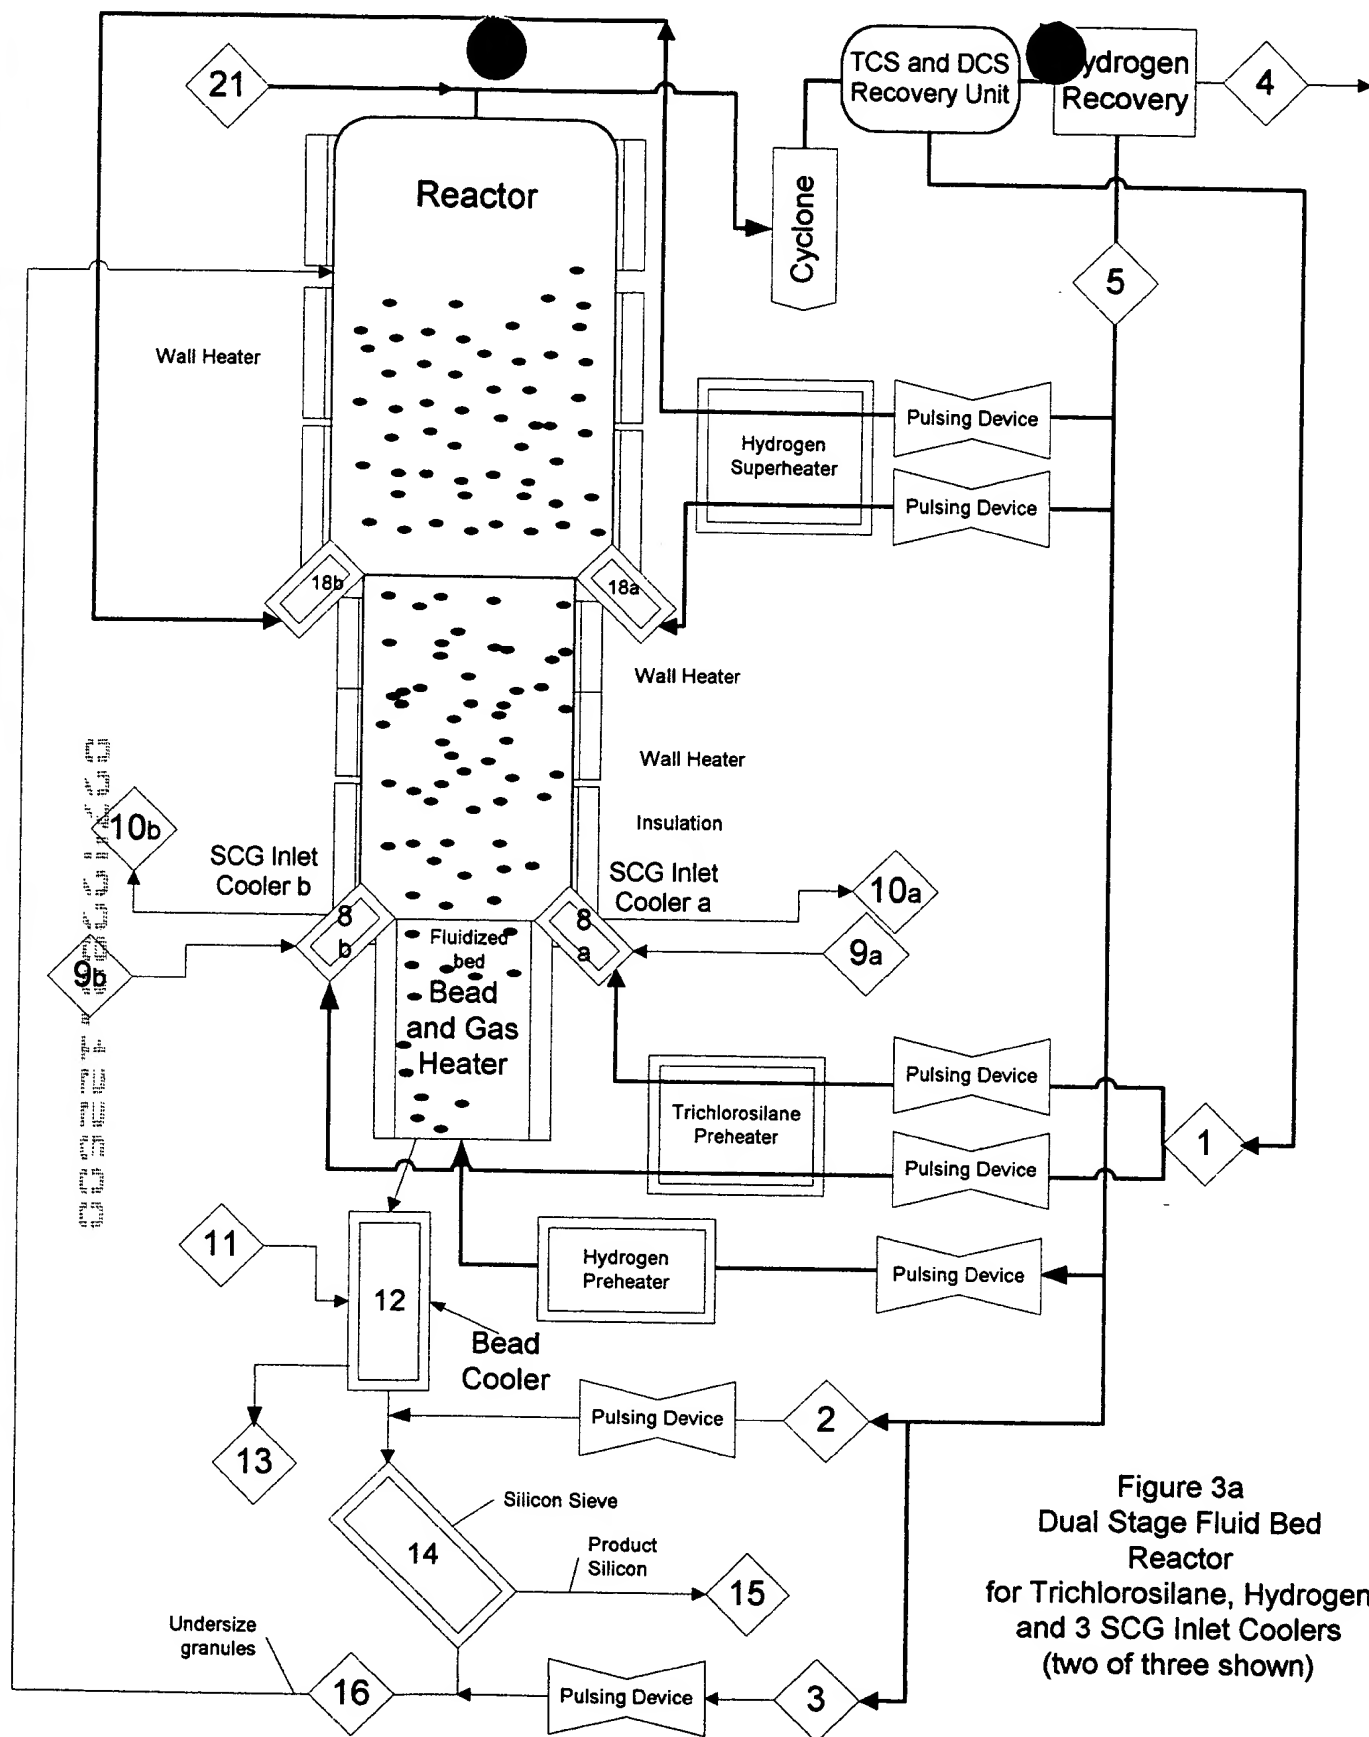 21
TCS and DCS
Recovery Unit
ydrogen
Recovery
4
Reactor
Cyclone
5
Wall Heater
Pulsing Device
Hydrogen
Superheater
Pulsing Device
18b
18a
Wall Heater
Wall Heater
Insulation
10b
SCG Inlet
Cooler b
SCG Inlet
Cooler a
10a
8
b
8
a
Fluidized
bed
9b
9a
Bead
and Gas
Heater
Pulsing Device
Trichlorosilane
Preheater
1
Pulsing Device
11
Hydrogen
Preheater
Pulsing Device
12
Bead
Cooler
Pulsing Device
2
13
Silicon Sieve
14
Product
Silicon
15
Undersize
granules
16
Pulsing Device
3
Figure 3a
Dual Stage Fluid Bed
Reactor
for Trichlorosilane, Hydrogen
and 3 SCG Inlet Coolers
(two of three shown)